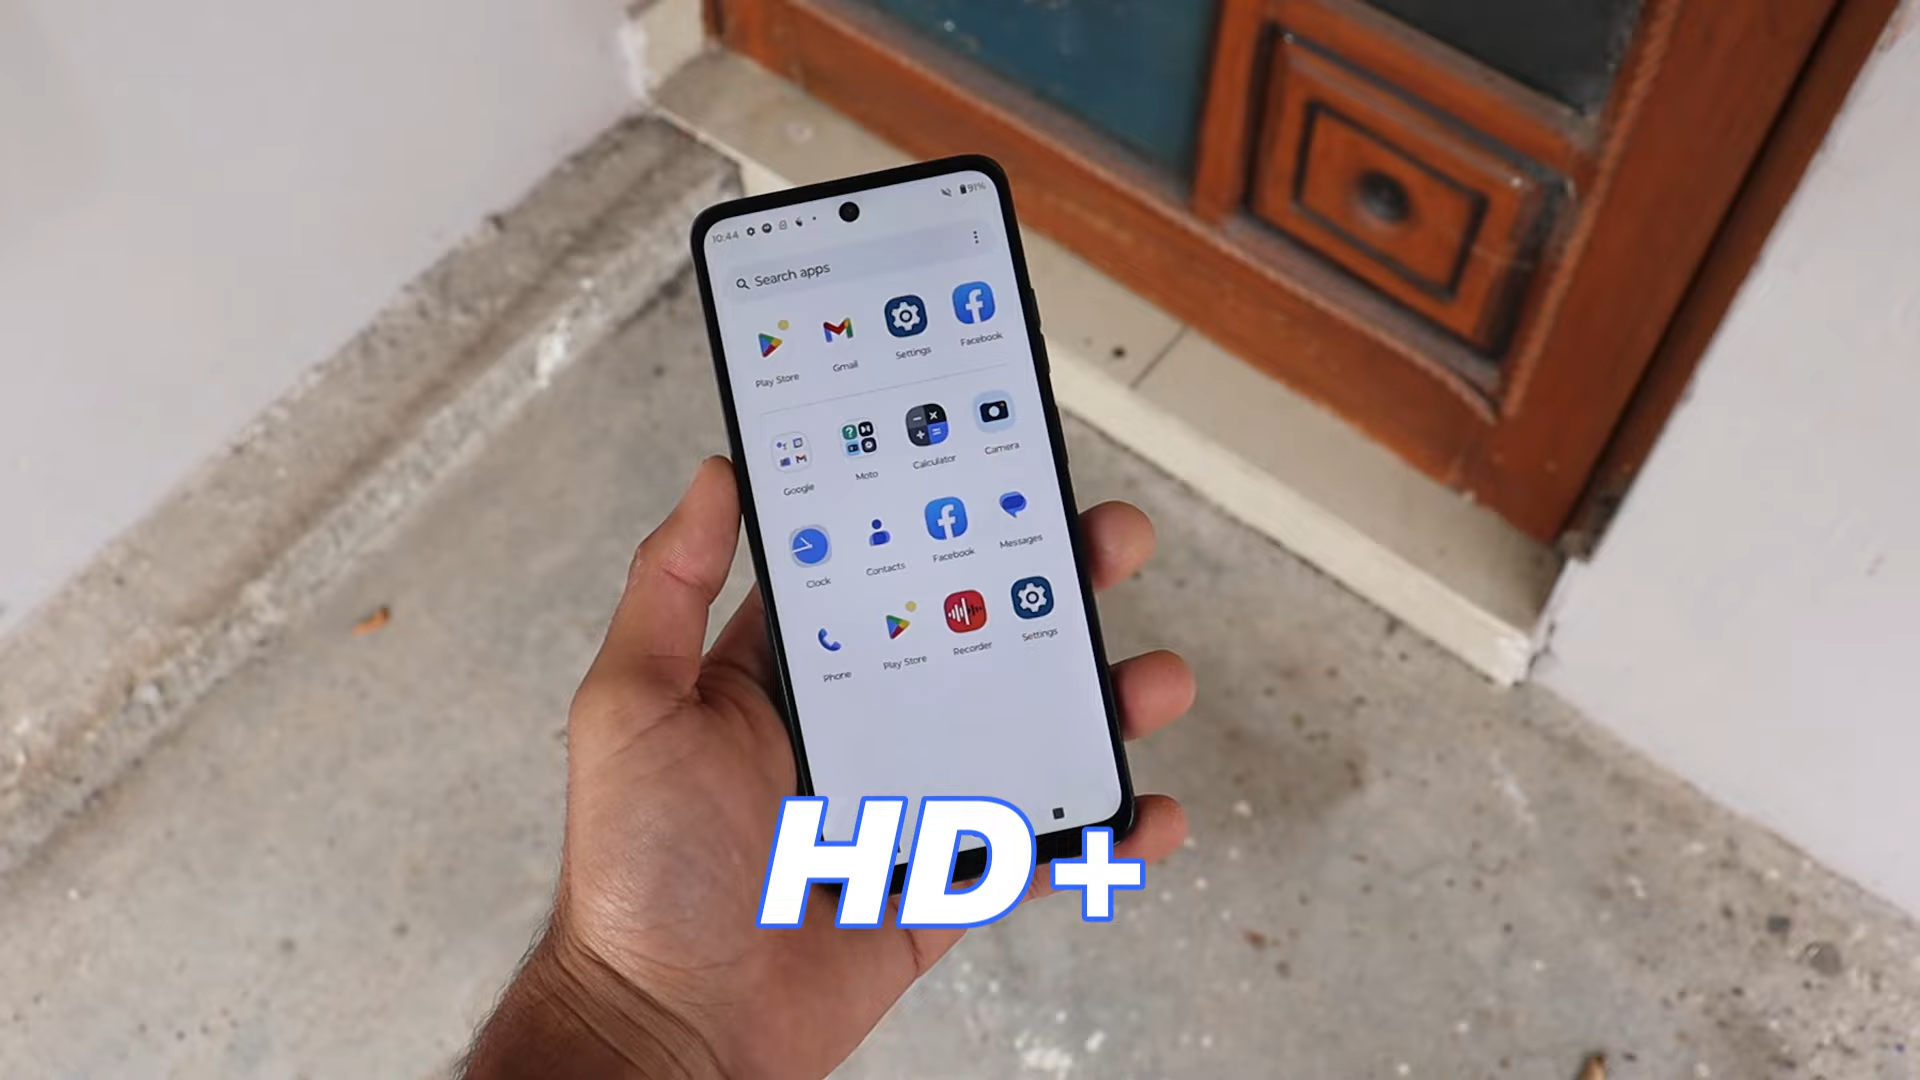 10:44 91%
Search apps
Play Store Gmail Settings Facebook
Google Moto Calculator Camera
Clock Contacts Facebook Messages
Phone Play Store Recorder Settings
HD+